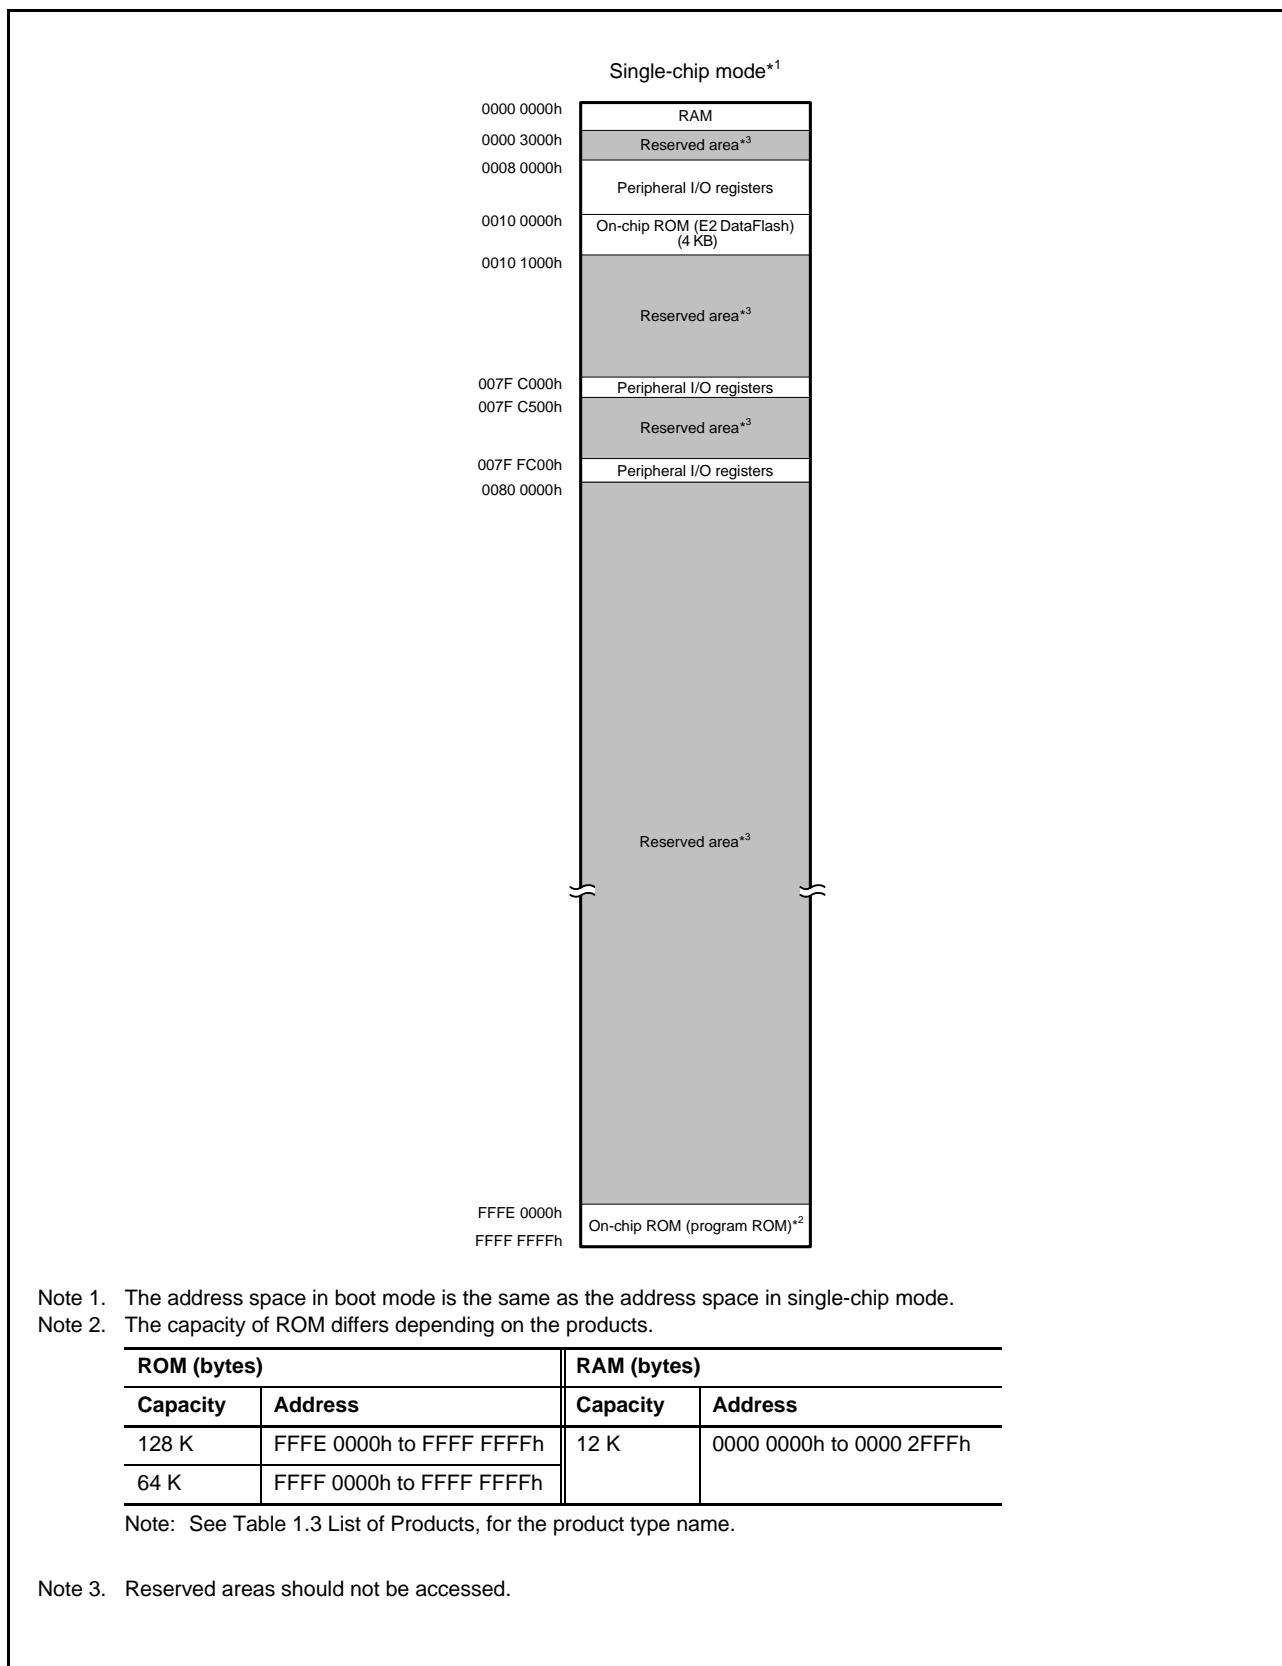 Single-chip mode*1
0000 0000h
RAM
0000 3000h
Reserved area*3
0008 0000h
Peripheral I/O registers
0010 0000h
On-chip ROM (E2 DataFlash)
(4 KB)
0010 1000h
Reserved area*3
007F C000h
Peripheral I/O registers
007F C500h
Reserved area*3
007F FC00h
Peripheral I/O registers
0080 0000h
Reserved area*3
FFFE 0000h
On-chip ROM (program ROM)*2
FFFF FFFFh
Note 1. The address space in boot mode is the same as the address space in single-chip mode.
Note 2. The capacity of ROM differs depending on the products.
ROM (bytes) RAM (bytes)
Capacity Address Capacity Address
128 K FFFE 0000h to FFFF FFFFh 12 K 0000 0000h to 0000 2FFFh
64 K FFFF 0000h to FFFF FFFFh
Note: See Table 1.3 List of Products, for the product type name.
Note 3. Reserved areas should not be accessed.